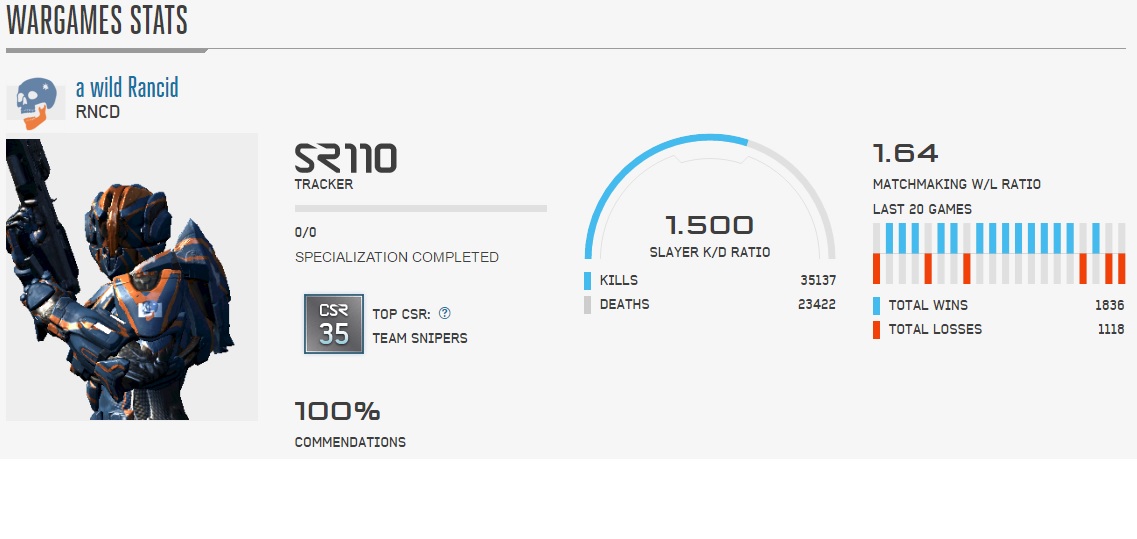 WARGAMES STATS
a wild Rancid
RNCD
SR110
TRACKER
0/0
SPECIALIZATION COMPLETED
CSR
35
TOP CSR: ?
TEAM SNIPERS
100%
COMMENDATIONS
1.500
SLAYER K/D RATIO
KILLS 35137
DEATHS 23422
1.64
MATCHMAKING W/L RATIO
LAST 20 GAMES
TOTAL WINS 1836
TOTAL LOSSES 1118